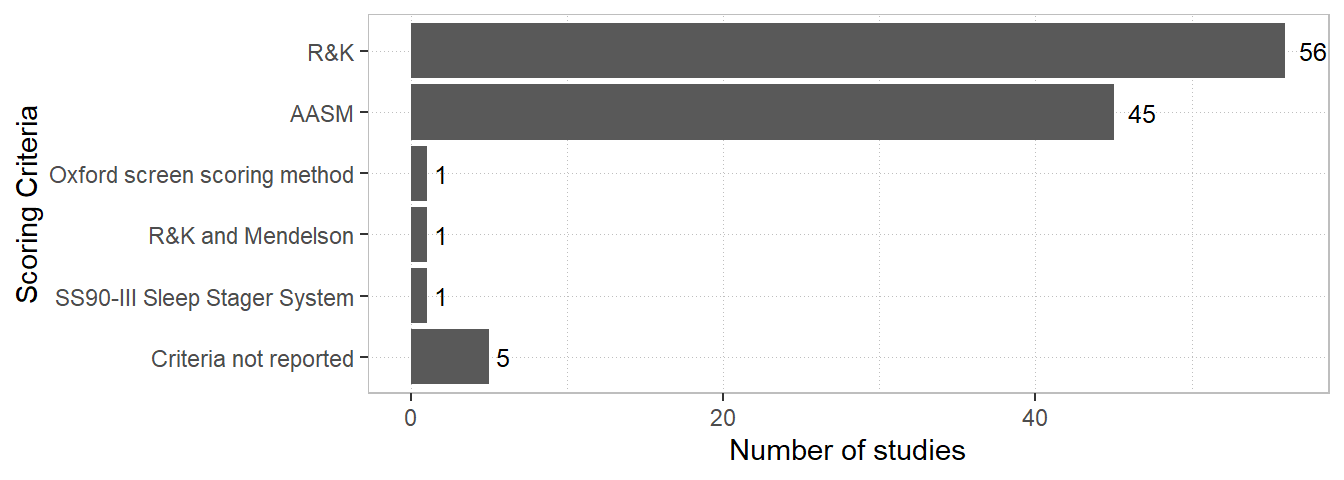 Scoring Criteria
R&K
56
AASM
45
Oxford screen scoring method
1
R&K and Mendelson
1
SS90-III Sleep Stager System
1
Criteria not reported
5
0 20 40
Number of studies